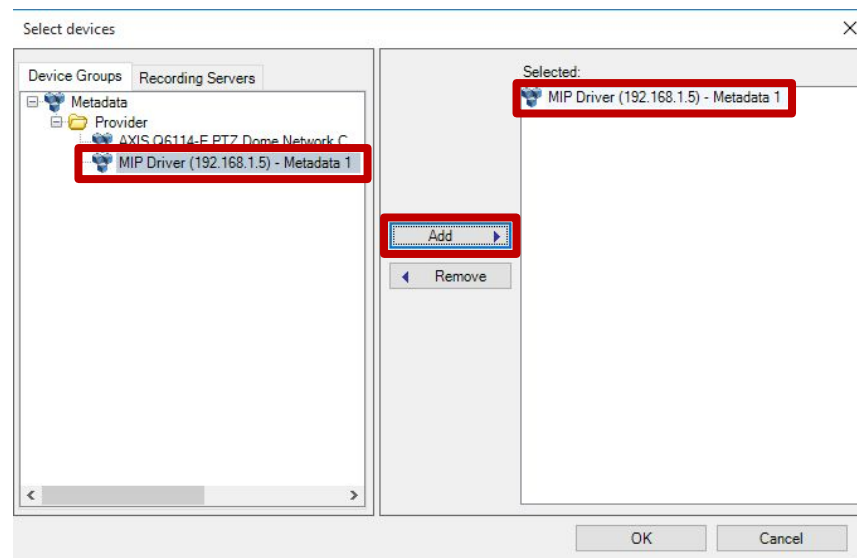 Select devices
Device Groups
Recording Servers
Metadata
Provider
AXIS Q6114-E PTZ Dome Network C
MIP Driver (192.168.1.5) - Metadata 1
Add
Remove
Selected:
MIP Driver (192.168.1.5) - Metadata 1
OK
Cancel